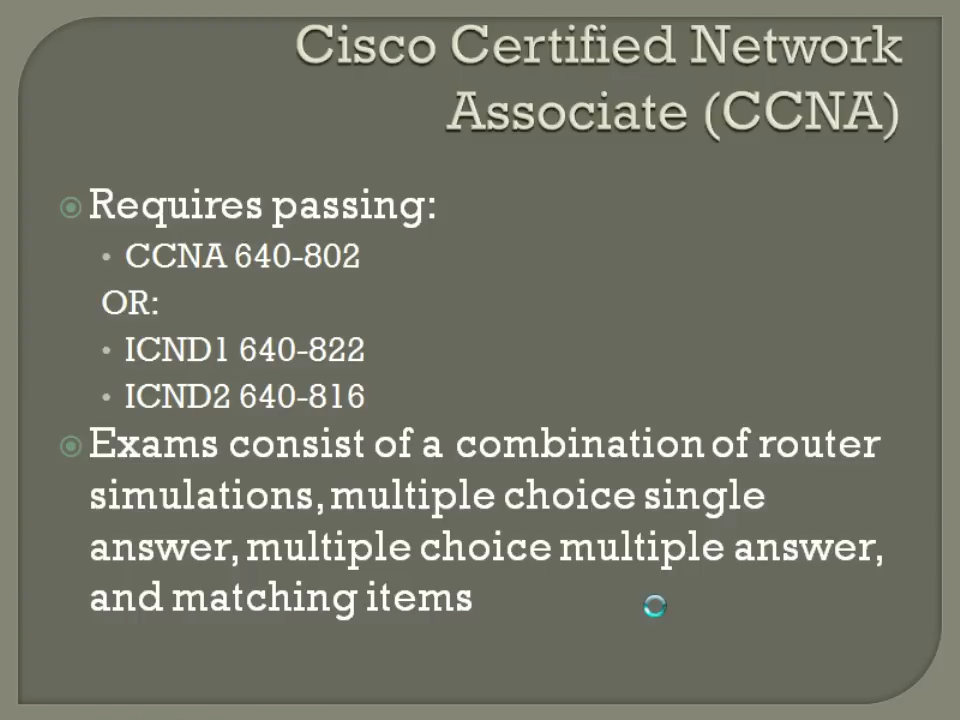 Cisco Certified Network
Associate (CCNA)
Requires passing:
• CCNA 640-802
OR:
• ICND1 640-822
• ICND2 640-816
Exams consist of a combination of router
simulations, multiple choice single
answer, multiple choice multiple answer,
and matching items